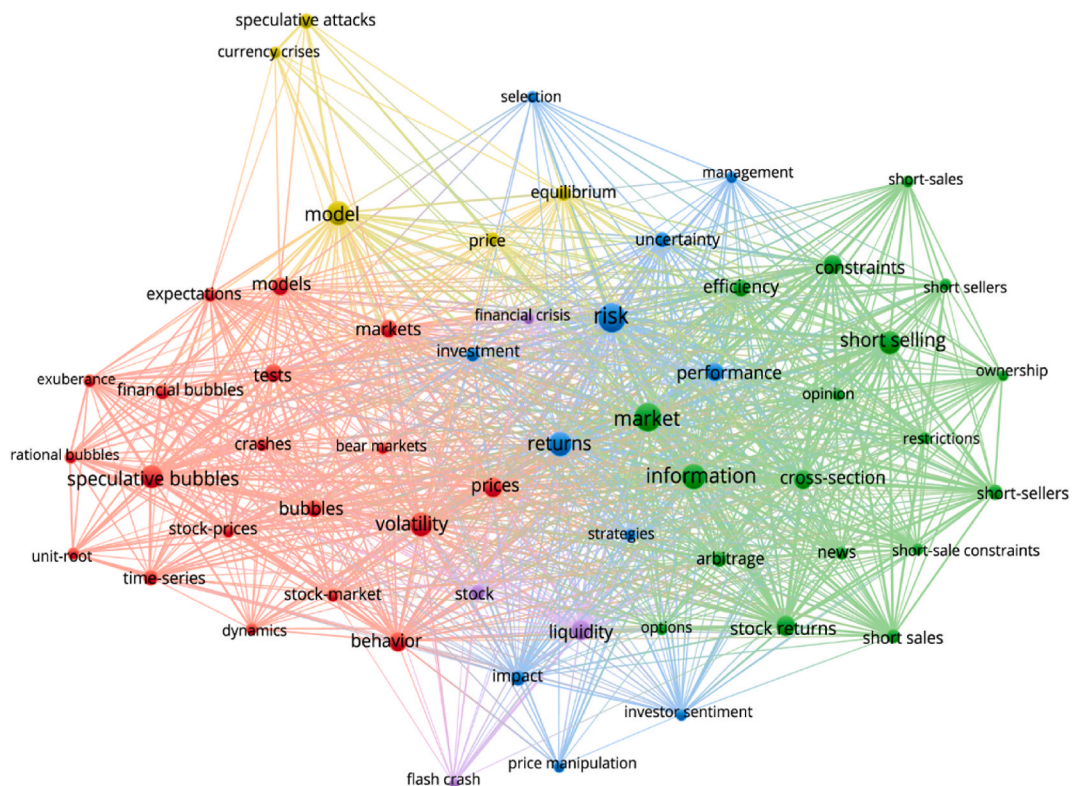 speculative attacks
currency crises
selection
management
short-sales
equilibrium
model
price
uncertainty
constraints
models
efficiency
short sellers
expectations
financial crisis
risk
markets
short selling
investment
exuberance
tests
performance
ownership
financial bubbles
opinion
market
crashes
bear markets
returns
restrictions
rational bubbles
speculative bubbles
information
cross-section
prices
short-sellers
bubbles
volatility
stock-prices
strategies
unit-root
arbitrage
news
short-sale constraints
time-series
stock-market
stock
dynamics
behavior
liquidity
options
stock returns
short sales
impact
investor sentiment
price manipulation
flash crash